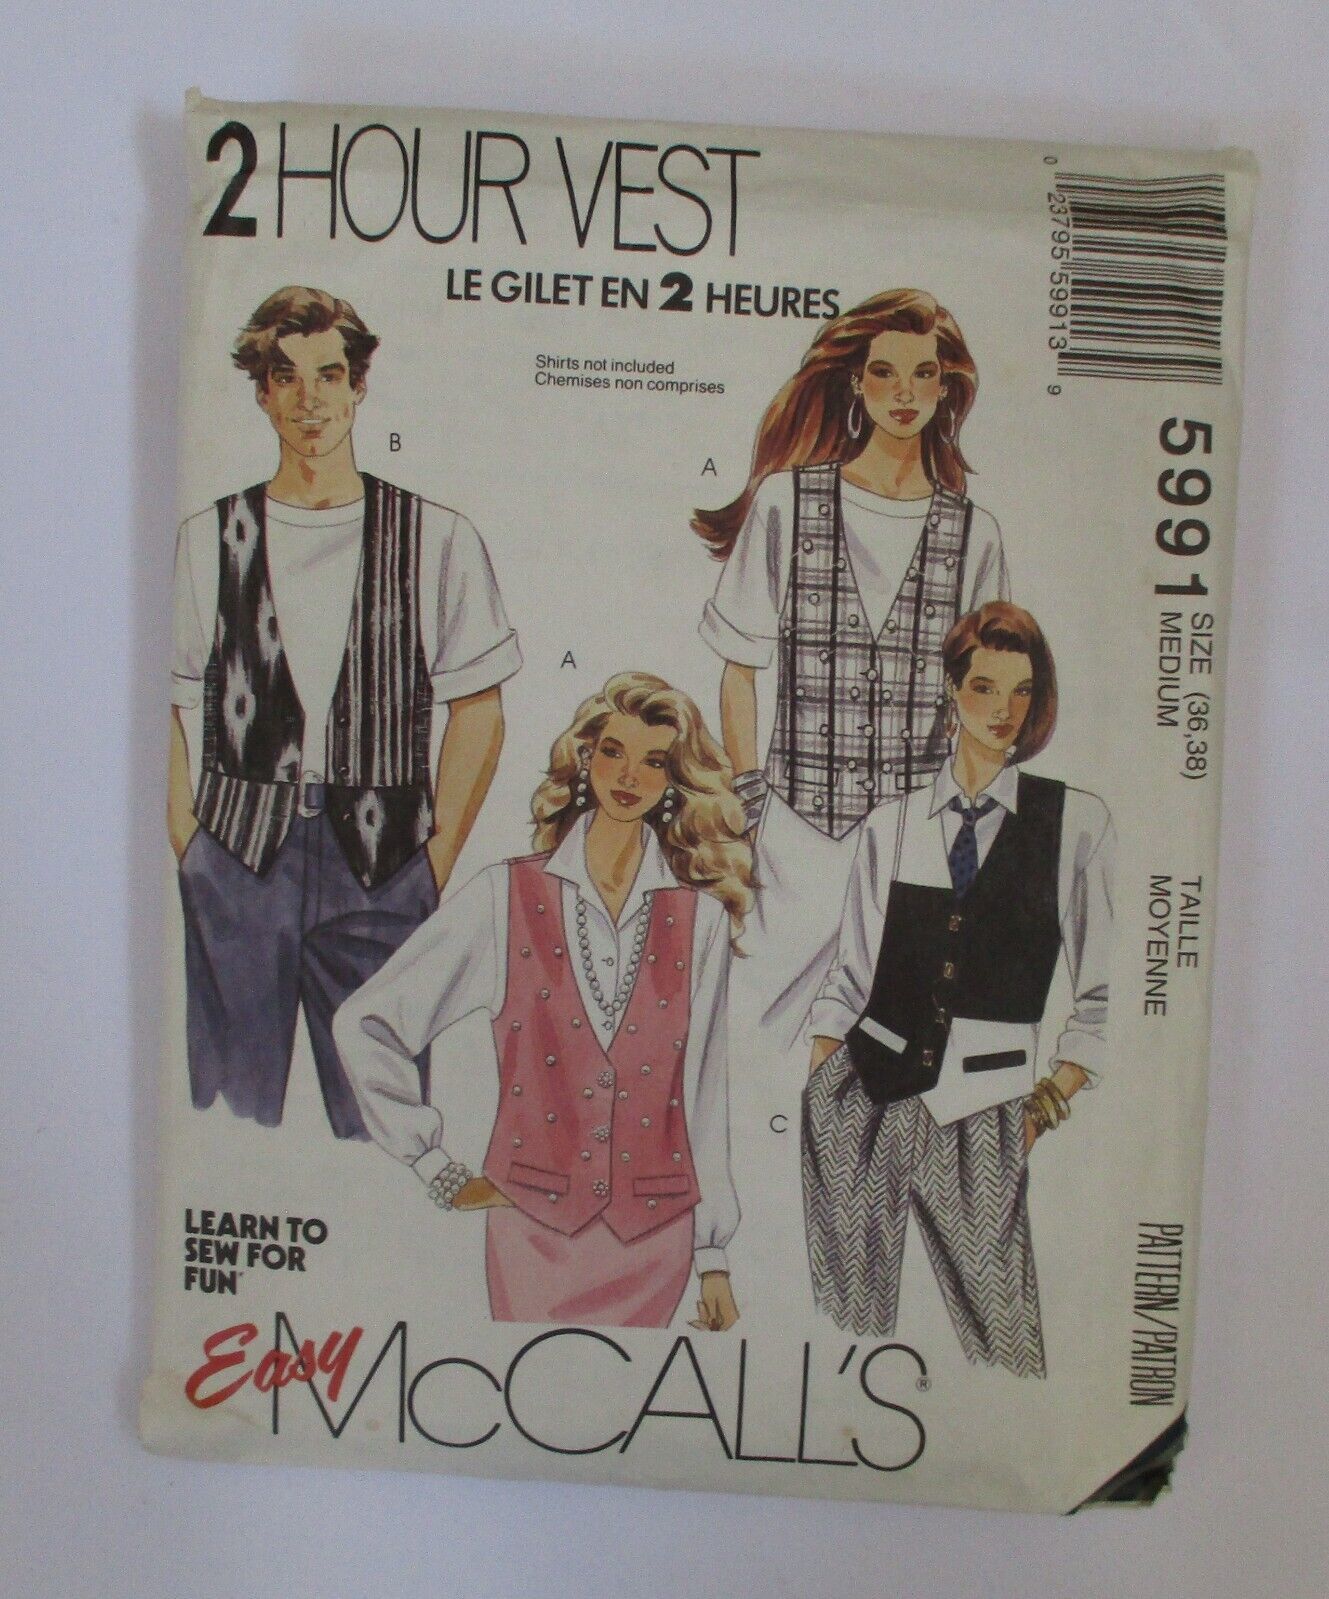 2 HOUR VEST
LE GILET EN 2 HEURES
Shirts not included
Chemises non comprises
B
A
A
C
0 23795 59913 9
5991
SIZE (36,38)
MEDIUM
TAILLE
MOYENNE
PATTERN/PATRON
LEARN TO
SEW FOR
FUN
Easy McCALL'S®